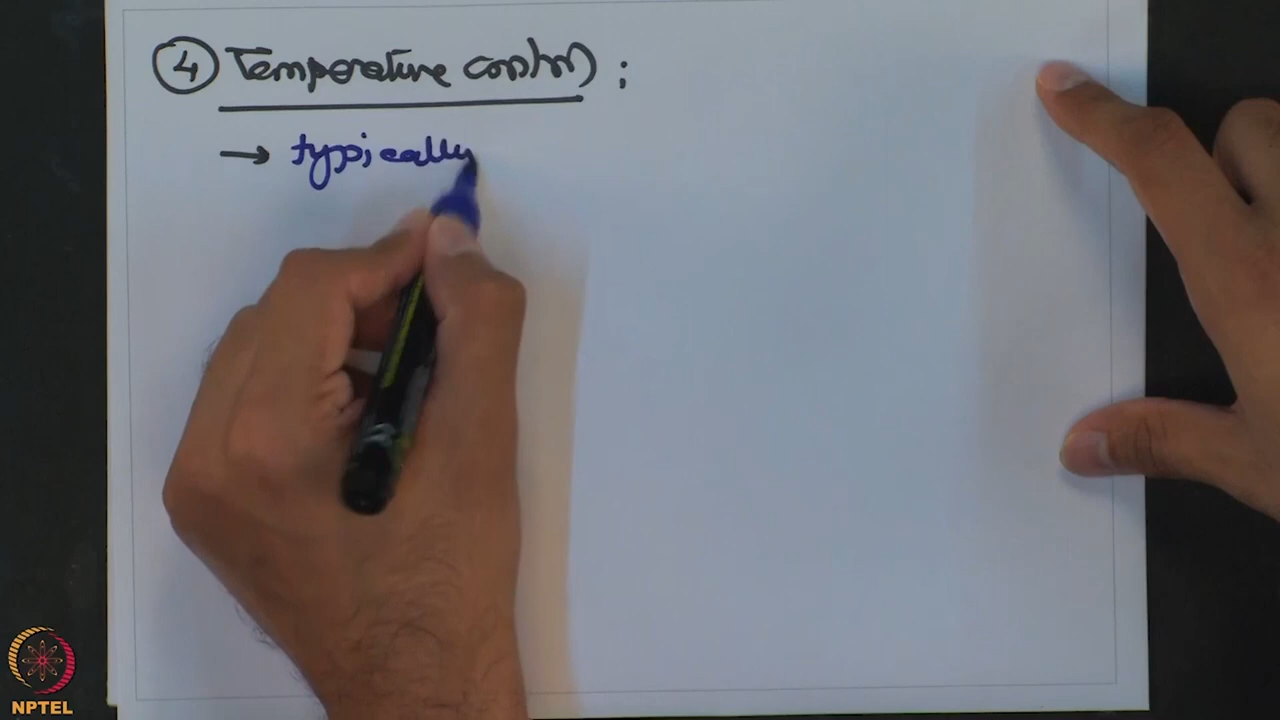 ④ Temperature control :
→ typically
NPTEL